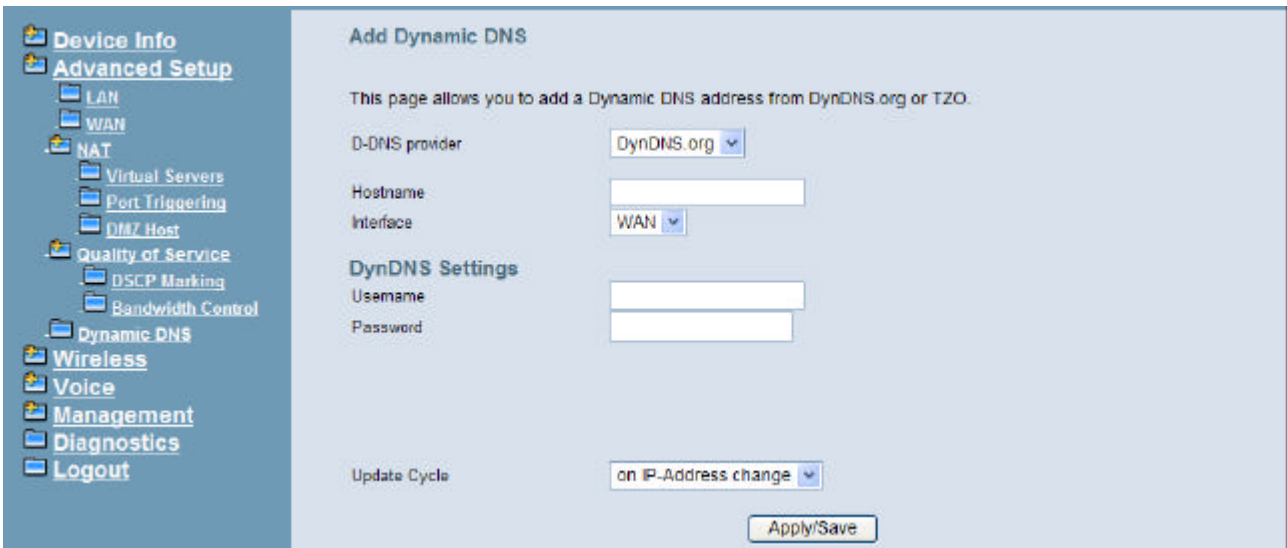 Device Info
Advanced Setup
LAN
WAN
NAT
Virtual Servers
Port Triggering
DMZ Host
Quality of Service
DSCP Marking
Bandwidth Control
Dynamic DNS
Wireless
Voice
Management
Diagnostics
Logout
Add Dynamic DNS
This page allows you to add a Dynamic DNS address from DynDNS.org or TZO.
D-DNS provider DynDNS.org
Hostname
Interface WAN
DynDNS Settings
Username
Password
Update Cycle on IP-Address change
Apply/Save